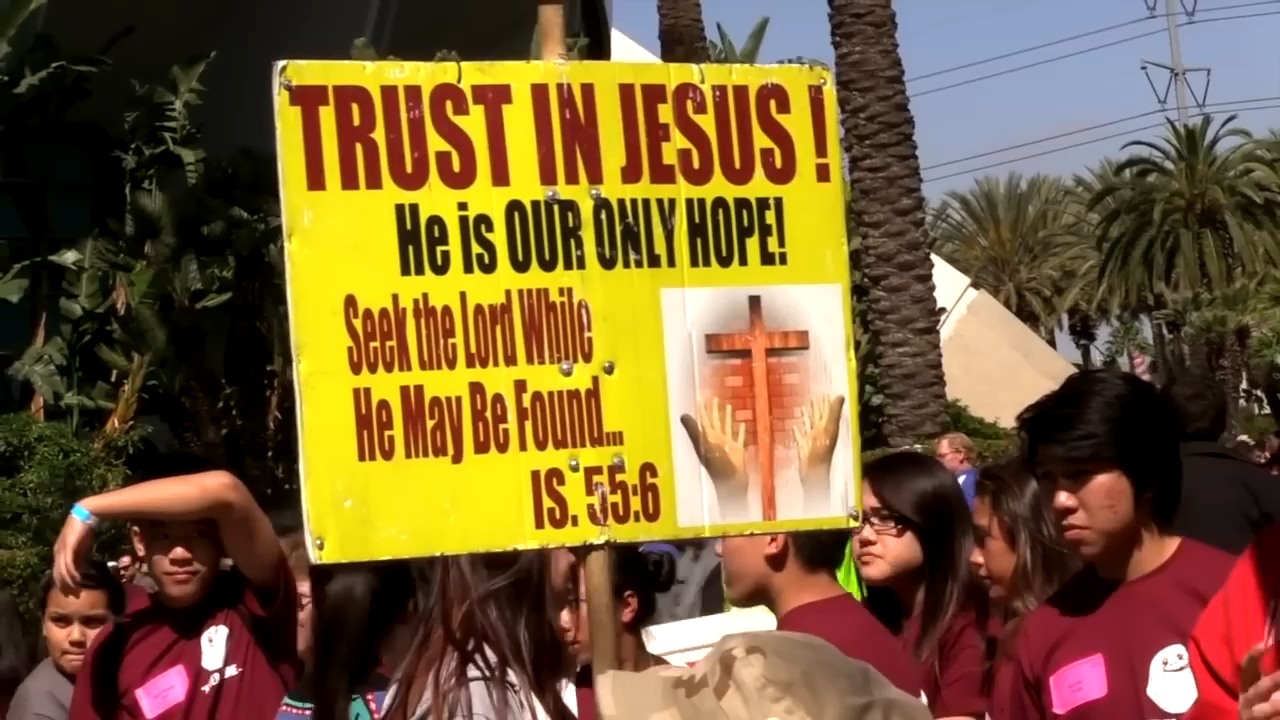 TRUST IN JESUS !
He is OUR ONLY HOPE!
Seek the Lord While
He May Be Found...
IS. 55:6